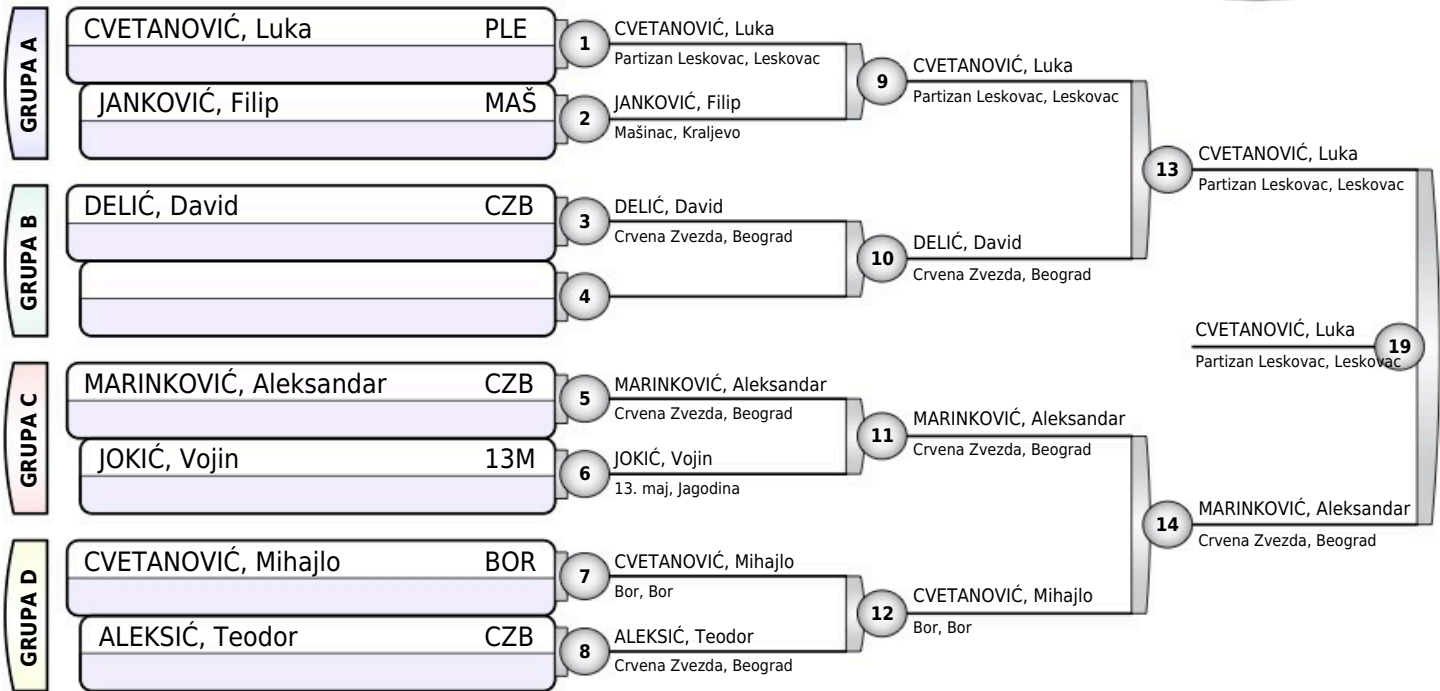 GRUPA A
CVETANOVIĆ, Luka PLE
JANKOVIĆ, Filip MAŠ
1
CVETANOVIĆ, Luka
Partizan Leskovac, Leskovac
2
JANKOVIĆ, Filip
Mašinac, Kraljevo
9
CVETANOVIĆ, Luka
Partizan Leskovac, Leskovac
GRUPA B
DELIĆ, David CZB
3
DELIĆ, David
Crvena Zvezda, Beograd
4
10
DELIĆ, David
Crvena Zvezda, Beograd
13
CVETANOVIĆ, Luka
Partizan Leskovac, Leskovac
GRUPA C
MARINKOVIĆ, Aleksandar CZB
JOKIĆ, Vojin 13M
5
MARINKOVIĆ, Aleksandar
Crvena Zvezda, Beograd
6
JOKIĆ, Vojin
13. maj, Jagodina
11
MARINKOVIĆ, Aleksandar
Crvena Zvezda, Beograd
GRUPA D
CVETANOVIĆ, Mihajlo BOR
ALEKSIĆ, Teodor CZB
7
CVETANOVIĆ, Mihajlo
Bor, Bor
8
ALEKSIĆ, Teodor
Crvena Zvezda, Beograd
12
CVETANOVIĆ, Mihajlo
Bor, Bor
14
MARINKOVIĆ, Aleksandar
Crvena Zvezda, Beograd
CVETANOVIĆ, Luka
Partizan Leskovac, Leskovac
19